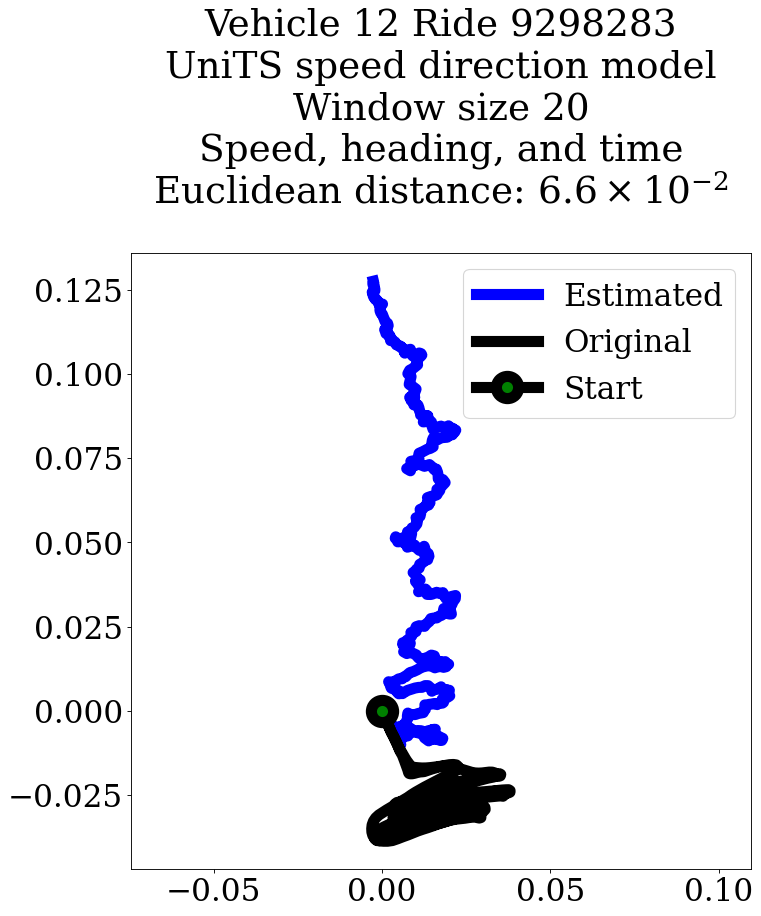 Vehicle 12 Ride 9298283
UniTS speed direction model
Window size 20
Speed, heading, and time
Euclidean distance: 6.6 × 10⁻²
Estimated
Original
Start
0.125
0.100
0.075
0.050
0.025
0.000
−0.025
−0.05
0.00
0.05
0.10